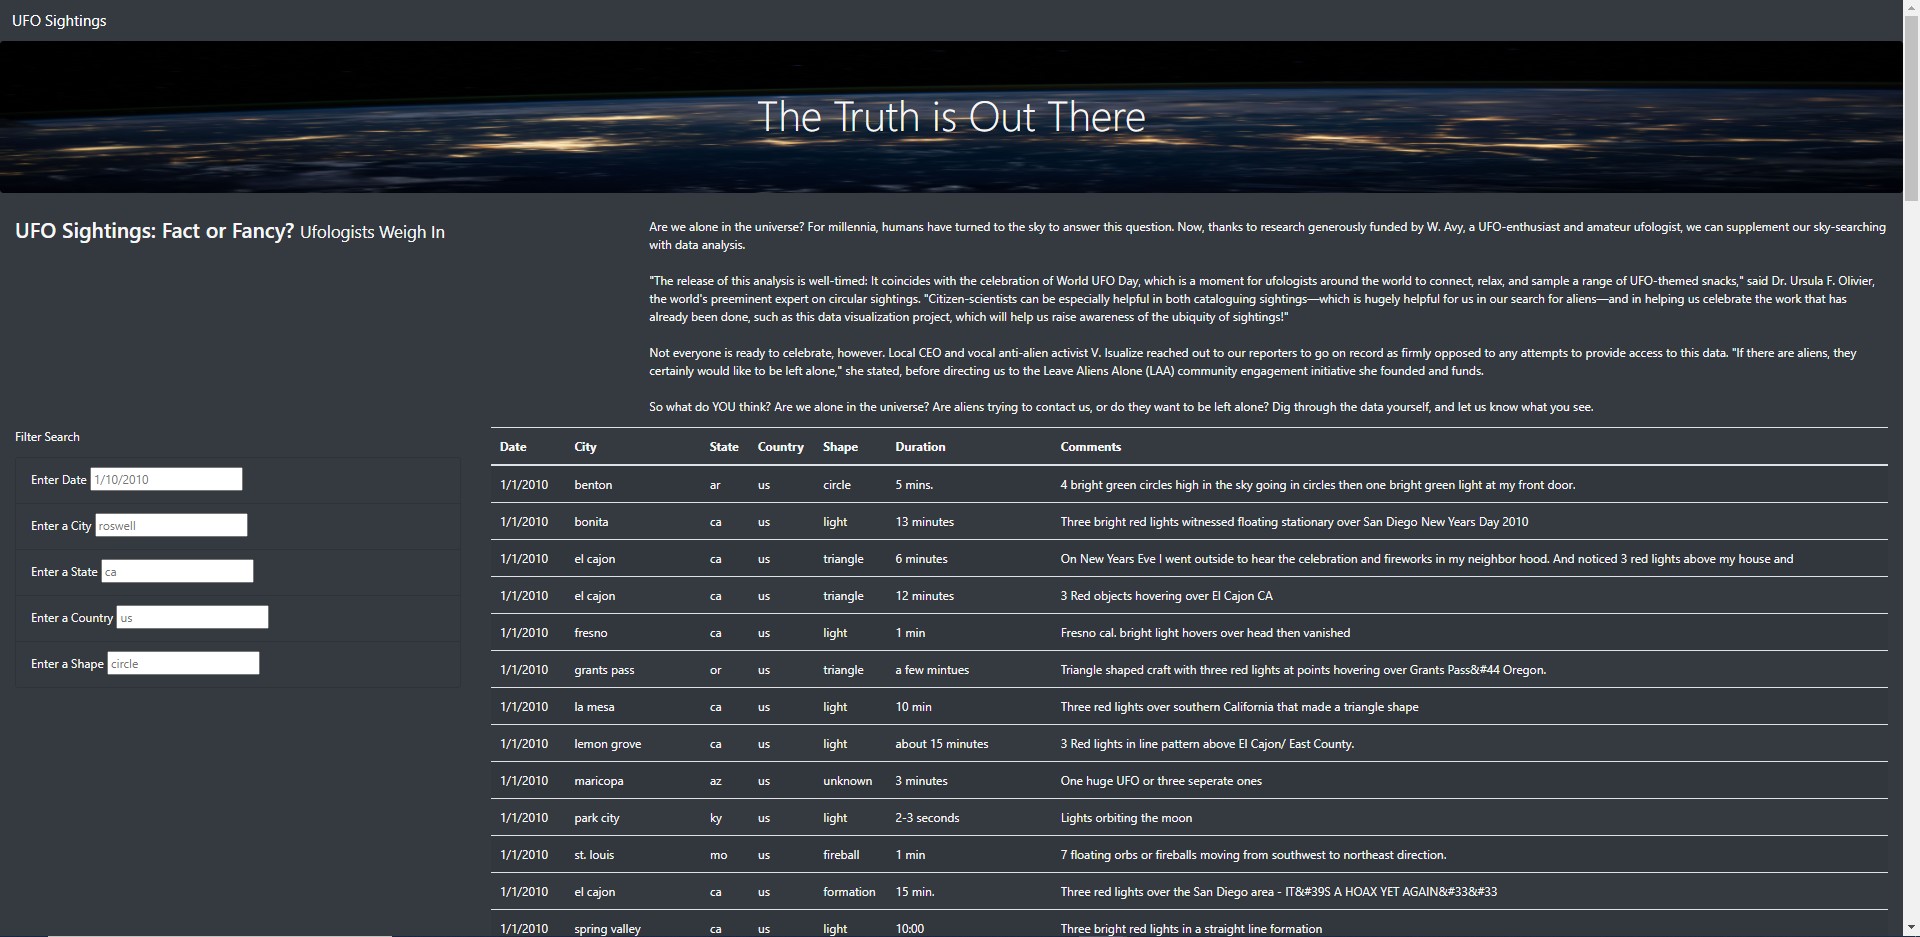 UFO Sightings
The Truth is Out There
UFO Sightings: Fact or Fancy? Ufologists Weigh In
Are we alone in the universe? For millennia, humans have turned to the sky to answer this question. Now, thanks to research generously funded by W. Avy, a UFO-enthusiast and amateur ufologist, we can supplement our sky-searching
with data analysis.
"The release of this analysis is well-timed: It coincides with the celebration of World UFO Day, which is a moment for ufologists around the world to connect, relax, and sample a range of UFO-themed snacks," said Dr. Ursula F. Olivier,
the world's preeminent expert on circular sightings. "Citizen-scientists can be especially helpful in both cataloguing sightings—which is hugely helpful for us in our search for aliens—and in helping us celebrate the work that has
already been done, such as this data visualization project, which will help us raise awareness of the ubiquity of sightings!"
Not everyone is ready to celebrate, however. Local CEO and vocal anti-alien activist V. Isualize reached out to our reporters to go on record as firmly opposed to any attempts to provide access to this data. "If there are aliens, they
certainly would like to be left alone," she stated, before directing us to the Leave Aliens Alone (LAA) community engagement initiative she founded and funds.
So what do YOU think? Are we alone in the universe? Are aliens trying to contact us, or do they want to be left alone? Dig through the data yourself, and let us know what you see.
Filter Search
Enter Date 1/10/2010
Enter a City roswell
Enter a State ca
Enter a Country us
Enter a Shape circle
Date City State Country Shape Duration Comments
1/1/2010 benton ar us circle 5 mins. 4 bright green circles high in the sky going in circles then one bright green light at my front door.
1/1/2010 bonita ca us light 13 minutes Three bright red lights witnessed floating stationary over San Diego New Years Day 2010
1/1/2010 el cajon ca us triangle 6 minutes On New Years Eve I went outside to hear the celebration and fireworks in my neighbor hood. And noticed 3 red lights above my house and
1/1/2010 el cajon ca us triangle 12 minutes 3 Red objects hovering over El Cajon CA
1/1/2010 fresno ca us light 1 min Fresno cal. bright light hovers over head then vanished
1/1/2010 grants pass or us triangle a few mintues Triangle shaped craft with three red lights at points hovering over Grants Pass&#44 Oregon.
1/1/2010 la mesa ca us light 10 min Three red lights over southern California that made a triangle shape
1/1/2010 lemon grove ca us light about 15 minutes 3 Red lights in line pattern above El Cajon/ East County.
1/1/2010 maricopa az us unknown 3 minutes One huge UFO or three seperate ones
1/1/2010 park city ky us light 2-3 seconds Lights orbiting the moon
1/1/2010 st. louis mo us fireball 1 min 7 floating orbs or fireballs moving from southwest to northeast direction.
1/1/2010 el cajon ca us formation 15 min. Three red lights over the San Diego area - IT&#39S A HOAX YET AGAIN&#33&#33
1/1/2010 spring valley ca us light 10:00 Three bright red lights in a straight line formation